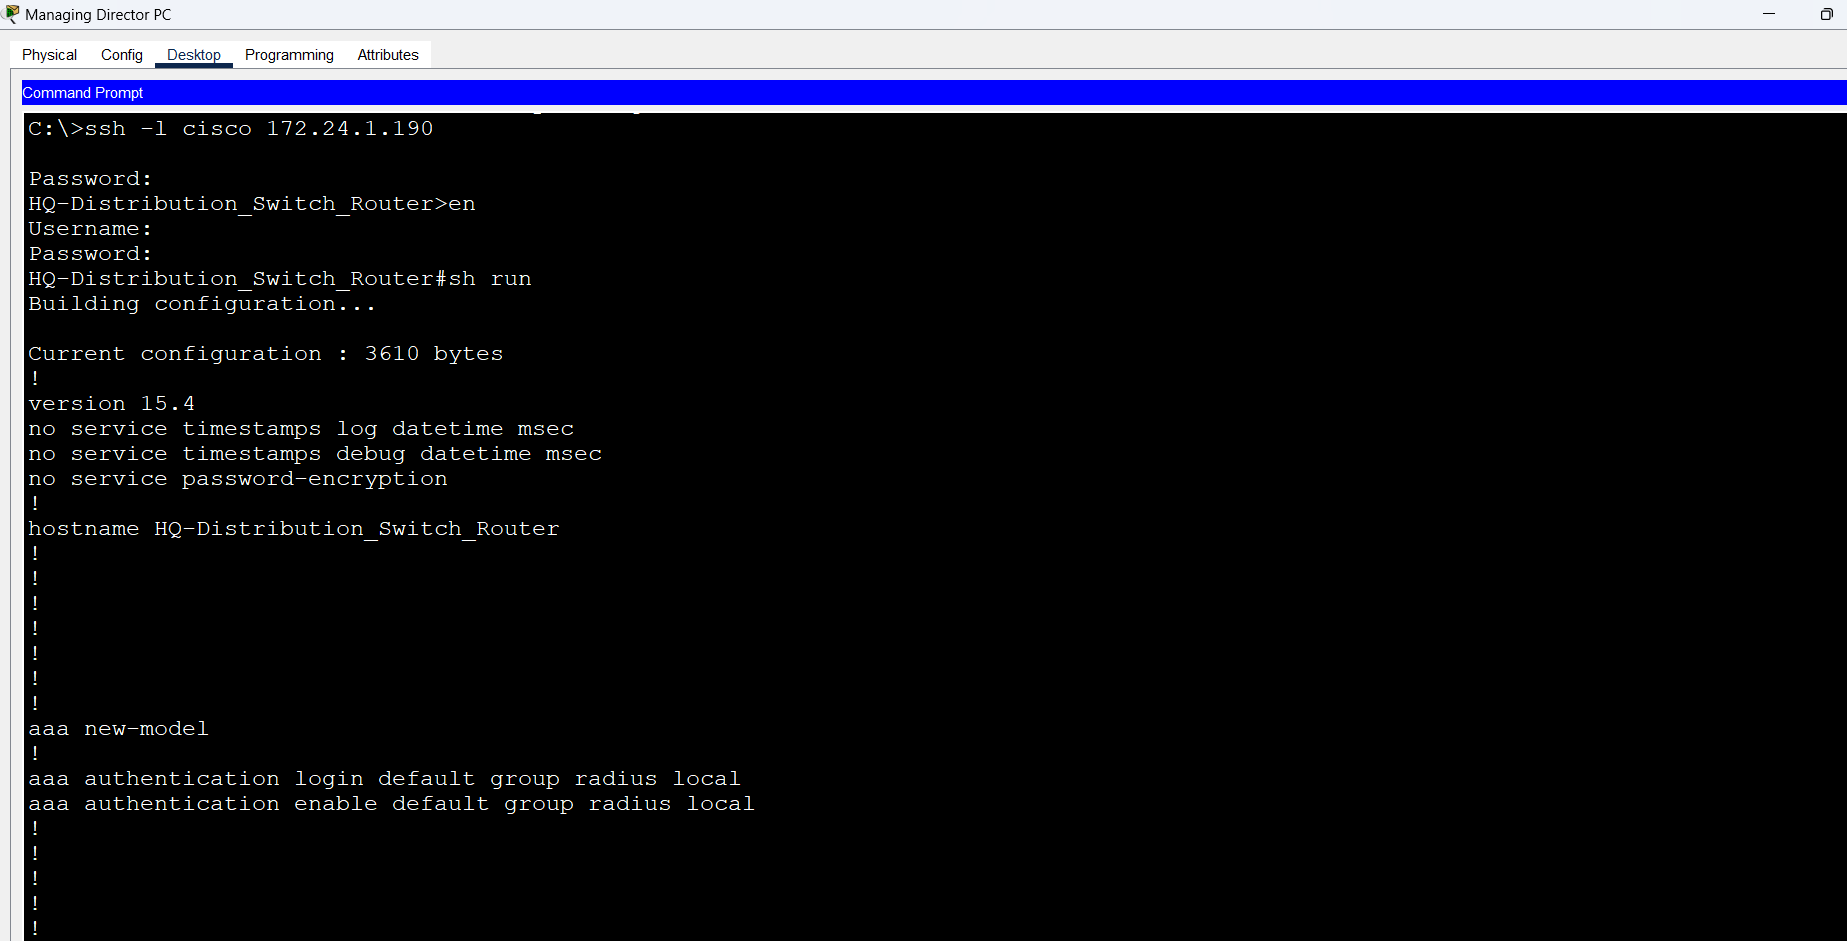 Managing Director PC
Physical Config Desktop Programming Attributes
Command Prompt
C:\>ssh -l cisco 172.24.1.190
Password:
HQ-Distribution_Switch_Router>en
Username:
Password:
HQ-Distribution_Switch_Router#sh run
Building configuration...
Current configuration : 3610 bytes
!
version 15.4
no service timestamps log datetime msec
no service timestamps debug datetime msec
no service password-encryption
!
hostname HQ-Distribution_Switch_Router
!
!
!
!
!
!
!
aaa new-model
!
aaa authentication login default group radius local
aaa authentication enable default group radius local
!
!
!
!
!